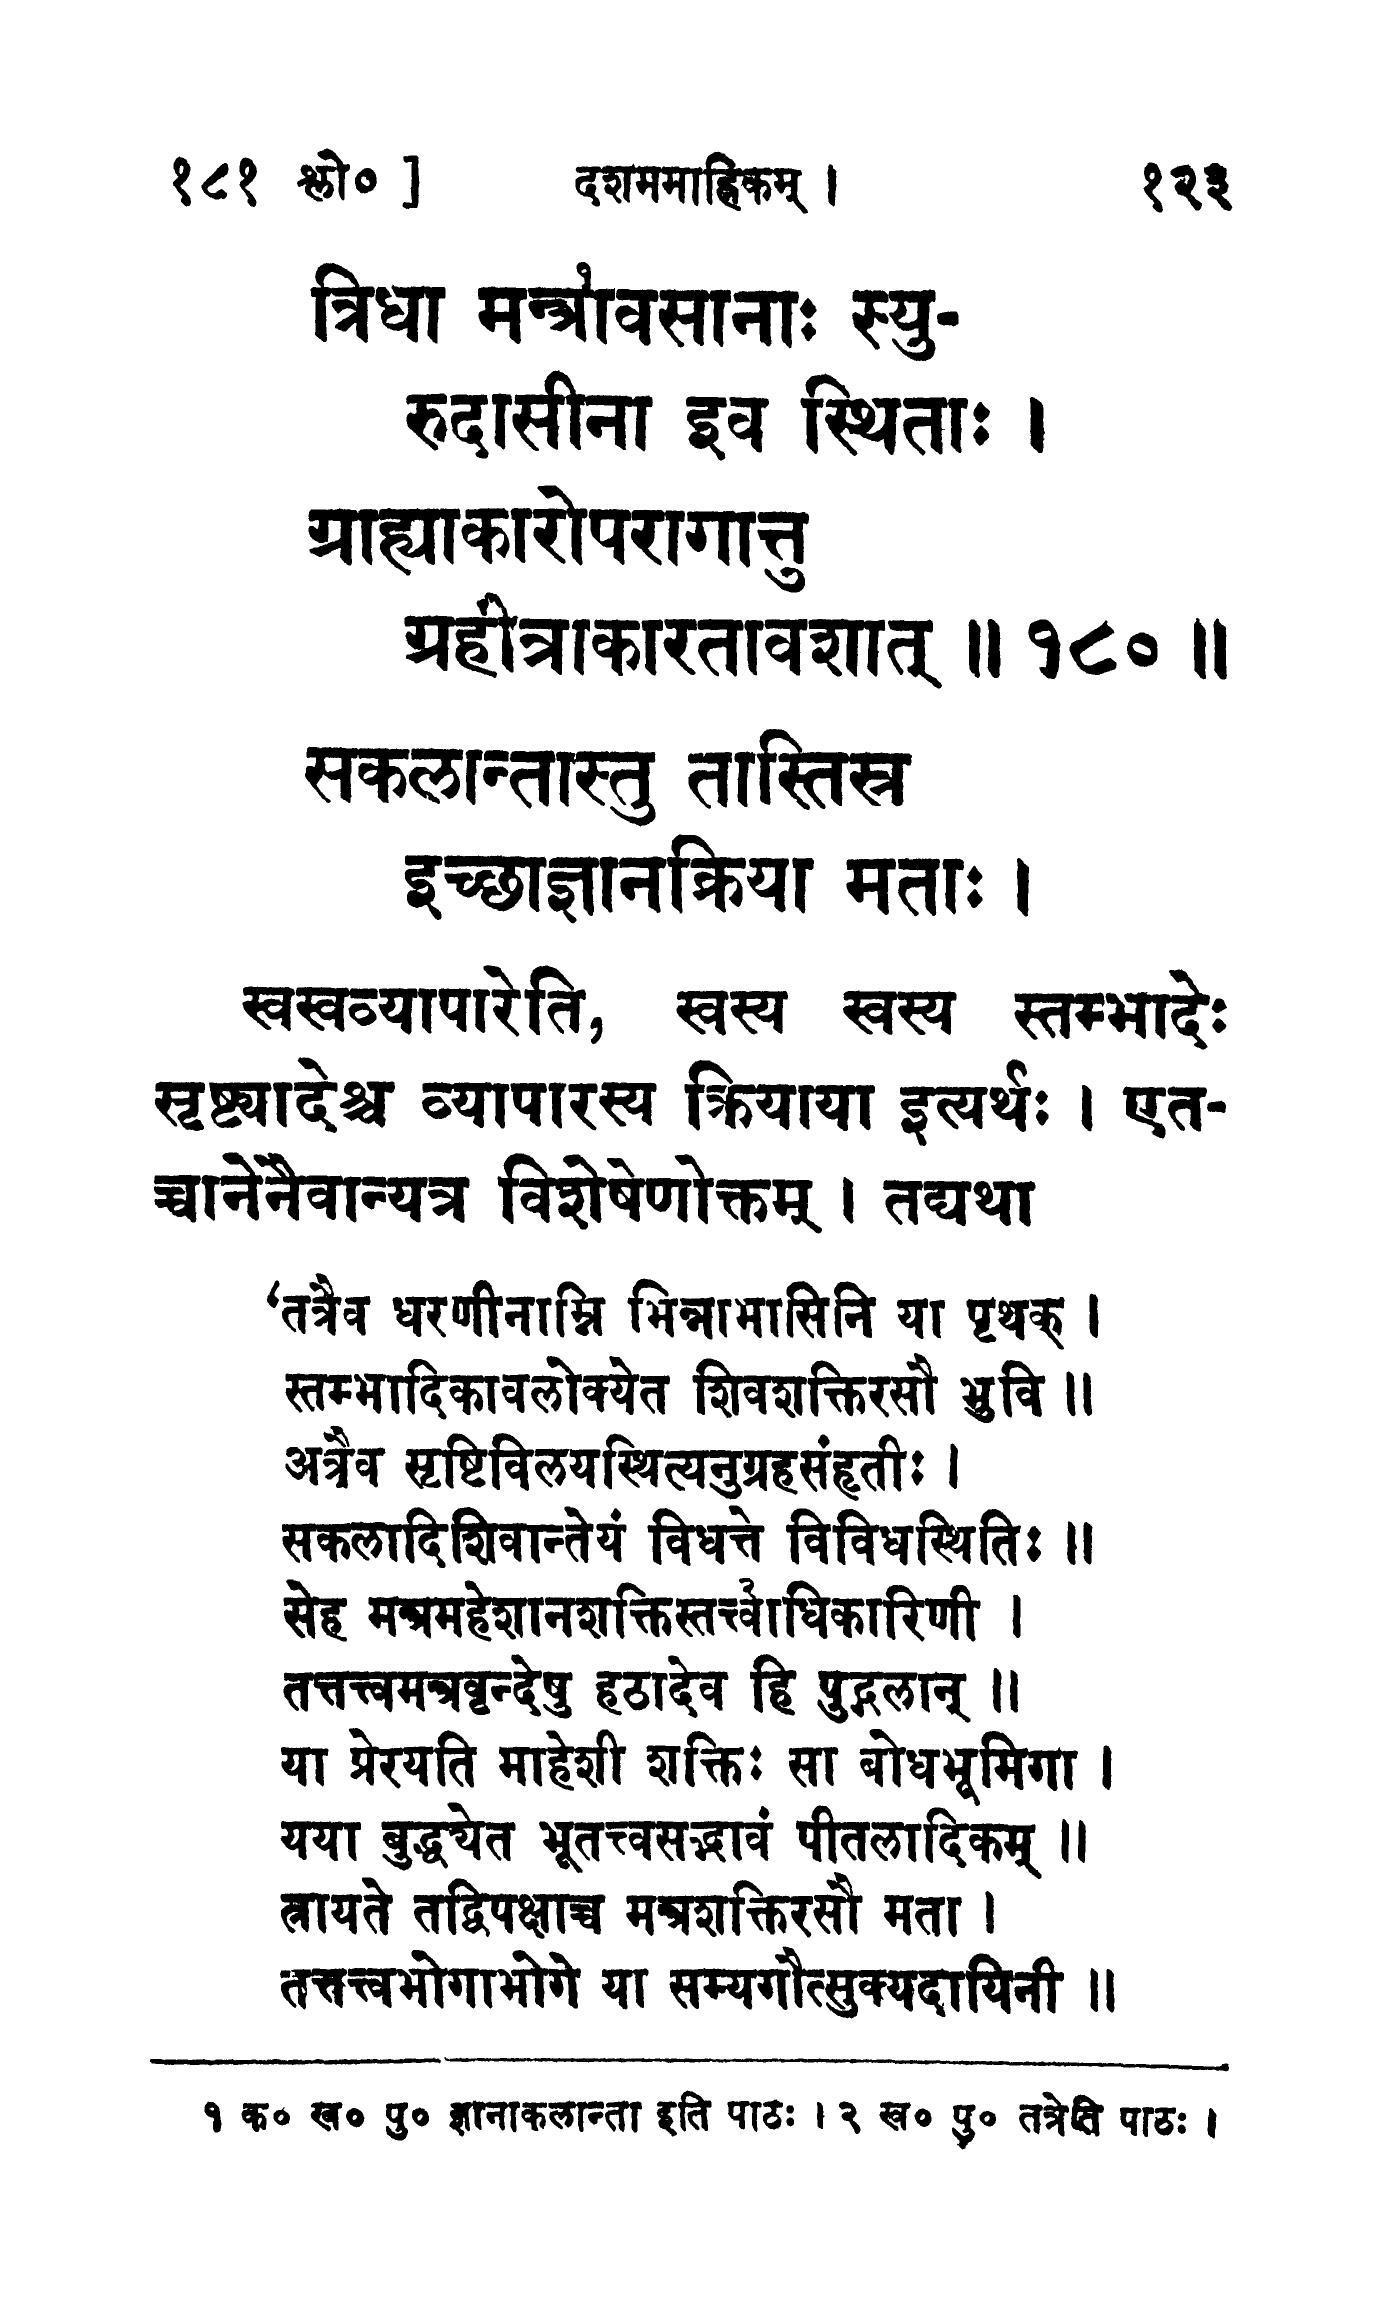 १८१ श्लो० ] दशममाह्निकम् । १२३
त्रिधा मन्त्रा१वसानाः स्यु-
रुदासीना इव स्थिताः ।
ग्राह्याकारोपरागात्तु
ग्रहीत्राकारतावशात् ॥ १८० ॥
सकलान्तास्तु तास्तिस्र
इच्छाज्ञानक्रिया मताः ।
स्वस्वव्यापारेति, स्वस्य स्वस्य स्तम्भादेः
सृष्ट्यादेश्च व्यापारस्य क्रियाया इत्यर्थः । एत-
च्चानेनैवान्यत्र विशेषेणोक्तम् । तद्यथा
‘तत्रैव धरणीनाम्नि भिन्नाभासिनि या पृथक् ।
स्तम्भादिकावलोक्येत शिवशक्तिरसौ भुवि ॥
अत्रैव सृष्टिविलयस्थित्यनुग्रहसंहृतीः ।
सकलादिशिवान्तेयं विधत्ते विविधस्थितिः ॥
सेह मन्त्रमहेशानशक्तिस्तत्त्वा२धिकारिणी ।
तत्तत्त्वमन्त्रवृन्देषु हठादेव हि पुद्गलान् ॥
या प्रेरयति माहेशी शक्तिः सा बोधभूमिगा ।
यया बुद्ध्येत भूतत्त्वसद्भावं पीतलादिकम् ॥
त्रायते तद्विपक्षाच्च मन्त्रशक्तिरसौ मता ।
तत्तत्त्वभोगाभोगे या सम्यगौत्सुक्यदायिनी ॥
१ क० ख० पु० ज्ञानाकलान्ता इति पाठः । २ ख० पु० तत्रेति पाठः ।